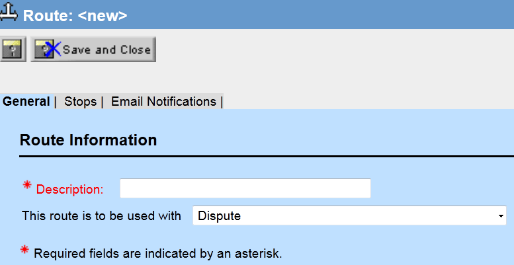 Route: <new>
Save and Close
General | Stops | Email Notifications |
Route Information
* Description:
This route is to be used with Dispute
* Required fields are indicated by an asterisk.